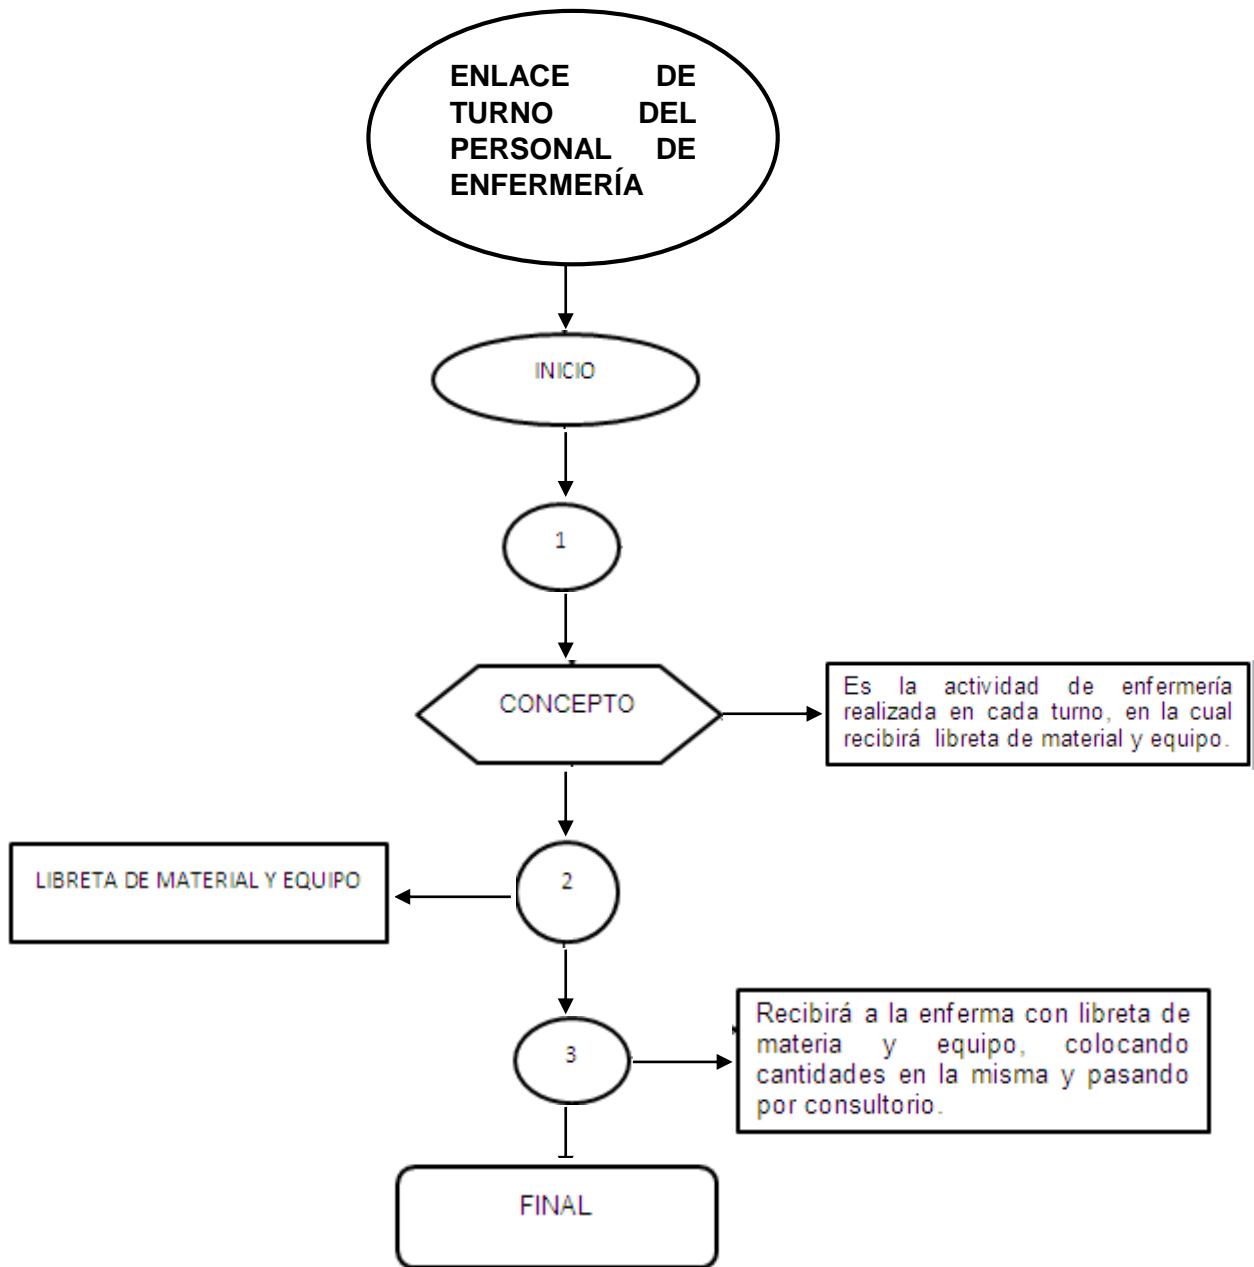 ENLACE DE
TURNO DEL
PERSONAL DE
ENFERMERÍA
INICIO
1
CONCEPTO
Es la actividad de enfermería
realizada en cada turno, en la cual
recibirá libreta de material y equipo.
LIBRETA DE MATERIAL Y EQUIPO
2
3
Recibirá a la enferma con libreta de
materia y equipo, colocando
cantidades en la misma y pasando
por consultorio.
FINAL